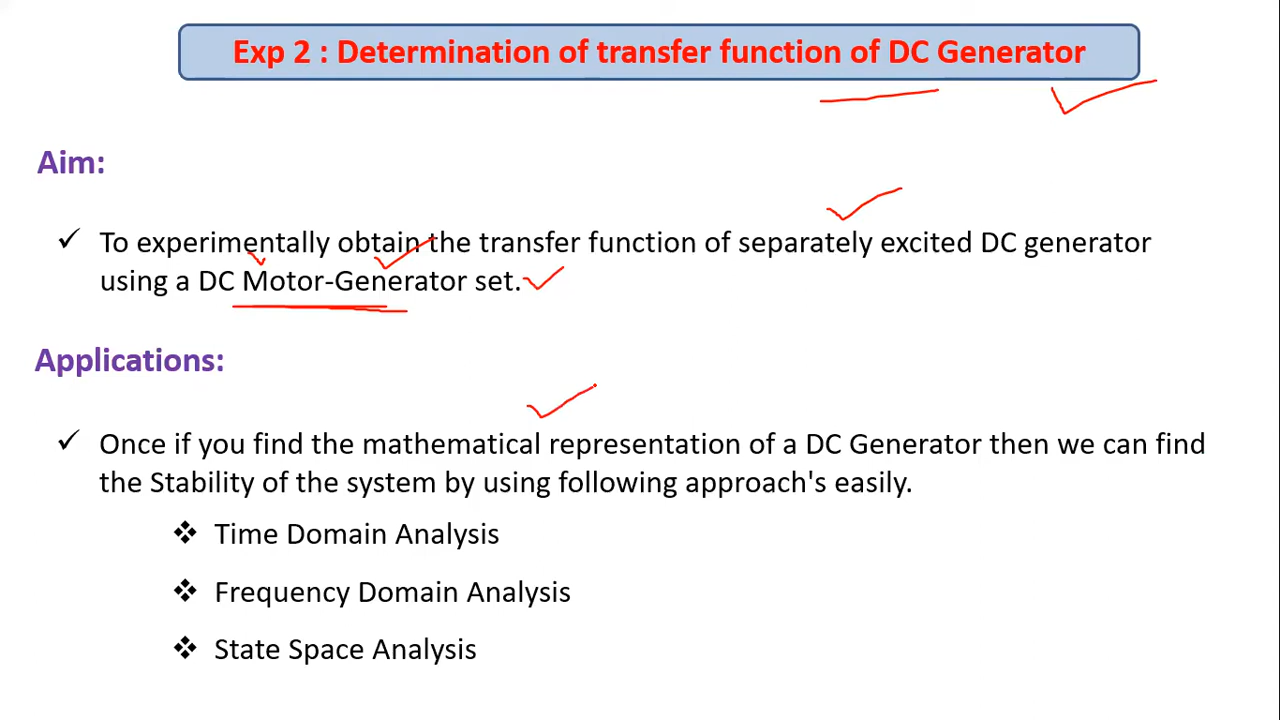 Exp 2 : Determination of transfer function of DC Generator
Aim:
✓ To experimentally obtain the transfer function of separately excited DC generator
using a DC Motor-Generator set.
Applications:
✓ Once if you find the mathematical representation of a DC Generator then we can find
the Stability of the system by using following approach's easily.
❖ Time Domain Analysis
❖ Frequency Domain Analysis
❖ State Space Analysis